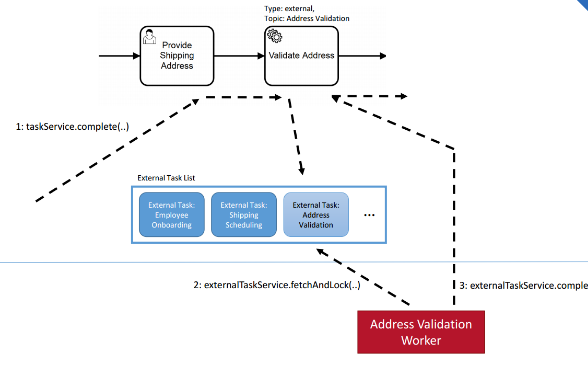 Type: external,
Topic: Address Validation
Provide
Shipping
Address
Validate Address
1: taskService.complete(..)
External Task List
External Task:
Employee
Onboarding
External Task:
Shipping
Scheduling
External Task:
Address
Validation
...
2: externalTaskService.fetchAndLock(..)
3: externalTaskService.comple
Address Validation
Worker